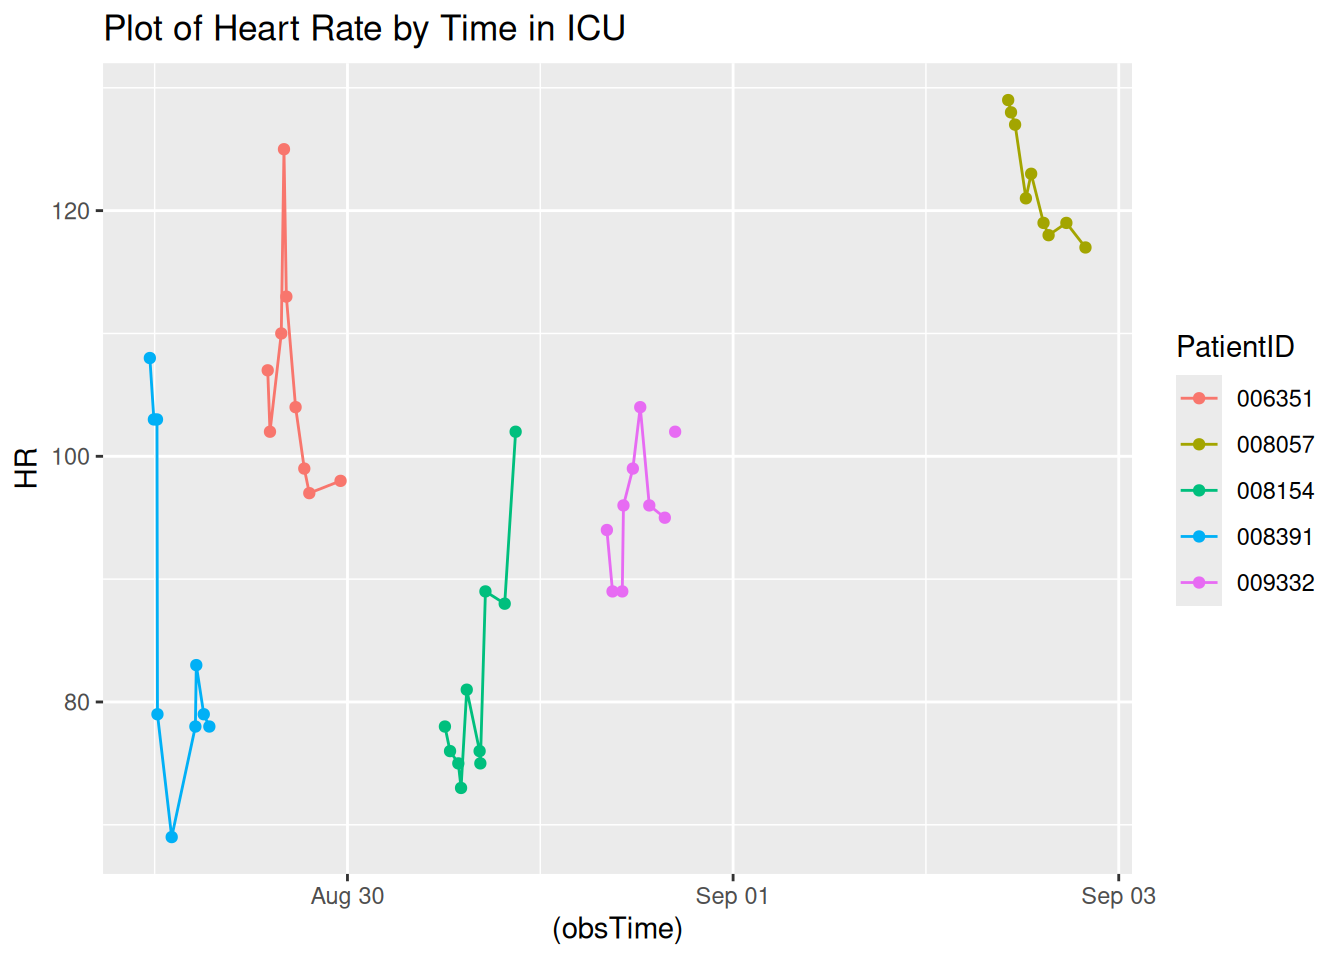 Plot of Heart Rate by Time in ICU
HR
120
100
80
Aug 30
Sep 01
Sep 03
(obsTime)
PatientID
006351
008057
008154
008391
009332